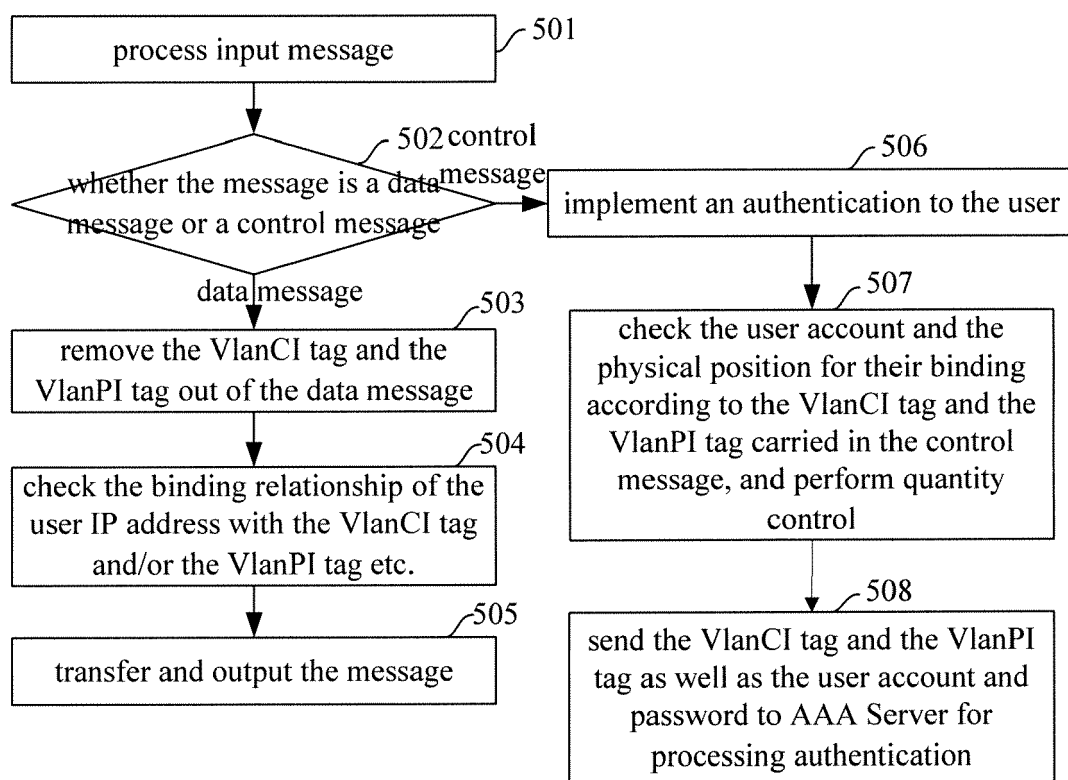 501
process input message
502
control
message
whether the message is a data
message or a control message
data message
503
remove the VlanCI tag and the
VlanPI tag out of the data message
504
check the binding relationship of the
user IP address with the VlanCI tag
and/or the VlanPI tag etc.
505
transfer and output the message
506
implement an authentication to the user
507
check the user account and the
physical position for their binding
according to the VlanCI tag and the
VlanPI tag carried in the control
message, and perform quantity
control
508
send the VlanCI tag and the VlanPI
tag as well as the user account and
password to AAA Server for
processing authentication